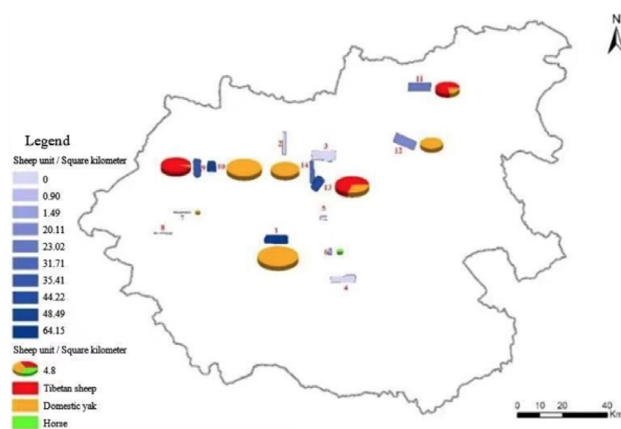 N
11
12
2
3
9
10
14
13
7
8
5
1
6
4
Legend
Sheep unit / Square kilometer
0
0.90
1.49
20.11
23.02
31.71
35.41
44.22
48.49
64.15
Sheep unit / Square kilometer
4.8
Tibetan sheep
Domestic yak
Horse
0 10 20 40
Km